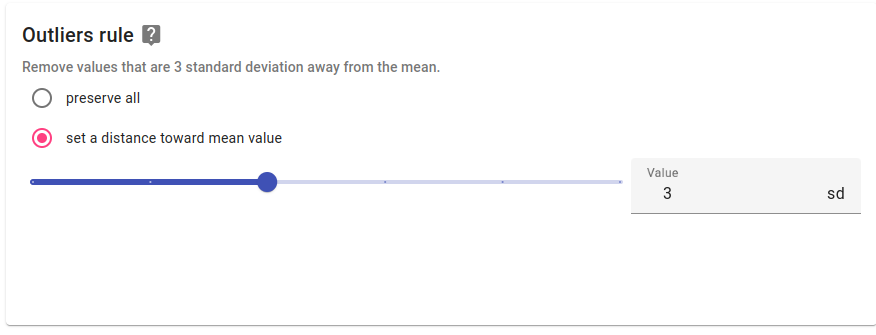 Outliers rule ?
Remove values that are 3 standard deviation away from the mean.
preserve all
set a distance toward mean value
Value
3 sd